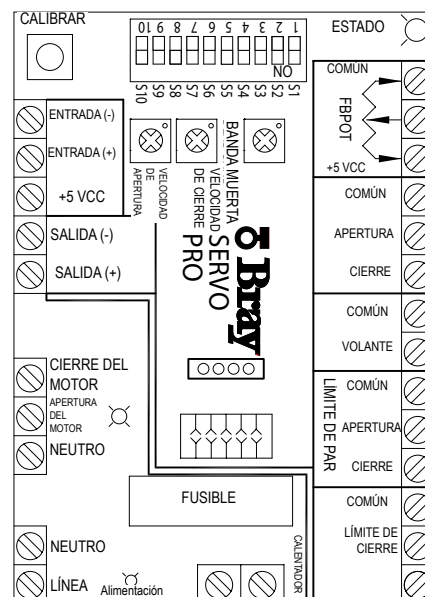 CALIBRAR
ESTADO
10 9 8 7 6 5 4 3 2 1
NO
S10 S9 S8 S7 S6 S5 S4 S3 S2 S1
COMÚN
FBPOT
+5 VCC
ENTRADA (-)
ENTRADA (+)
+5 VCC
SALIDA (-)
SALIDA (+)
VELOCIDAD
DE
APERTURA
VELOCIDAD
DE CIERRE
BANDA MUERTA
Bray
SERVO
PRO
COMÚN
APERTURA
CIERRE
COMÚN
VOLANTE
LÍMITE DE PAR
COMÚN
APERTURA
CIERRE
COMÚN
LÍMITE DE
CIERRE
CIERRE DEL
MOTOR
APERTURA
DEL
MOTOR
NEUTRO
FUSIBLE
NEUTRO
LÍNEA
Alimentación
CALENTADOR